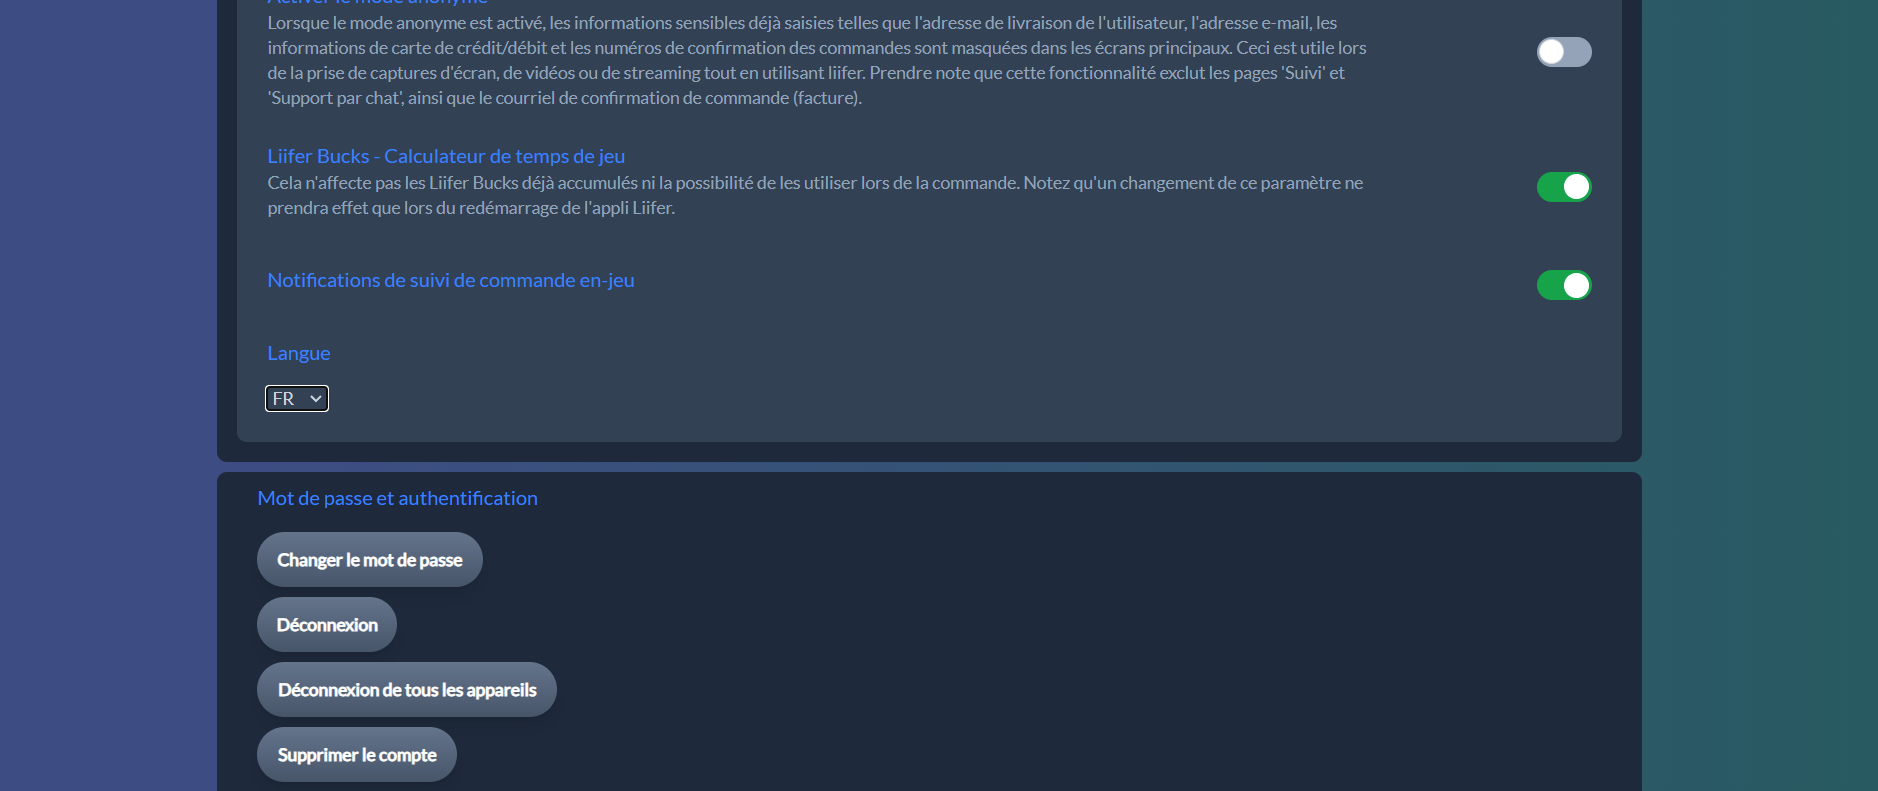 Activer le mode anonyme
Lorsque le mode anonyme est activé, les informations sensibles déjà saisies telles que l'adresse de livraison de l'utilisateur, l'adresse e-mail, les
informations de carte de crédit/débit et les numéros de confirmation des commandes sont masquées dans les écrans principaux. Ceci est utile lors
de la prise de captures d'écran, de vidéos ou de streaming tout en utilisant liifer. Prendre note que cette fonctionnalité exclut les pages 'Suivi' et
'Support par chat', ainsi que le courriel de confirmation de commande (facture).
Liifer Bucks - Calculateur de temps de jeu
Cela n'affecte pas les Liifer Bucks déjà accumulés ni la possibilité de les utiliser lors de la commande. Notez qu'un changement de ce paramètre ne
prendra effet que lors du redémarrage de l'appli Liifer.
Notifications de suivi de commande en-jeu
Langue
FR
Mot de passe et authentification
Changer le mot de passe
Déconnexion
Déconnexion de tous les appareils
Supprimer le compte